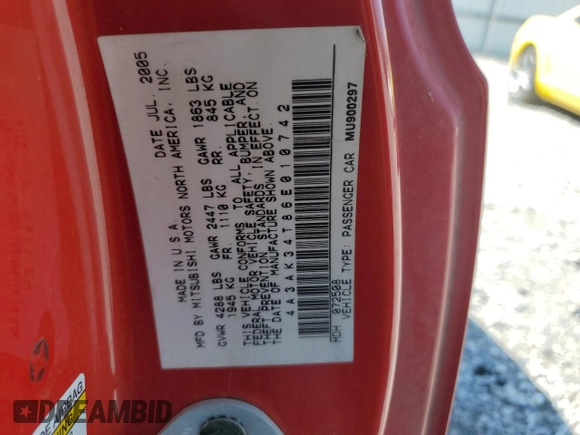 MADE IN U.S.A. DATE JUL. 2005
MFD BY MITSUBISHI MOTORS NORTH AMERICA, INC.
GVWR 4288 LBS GAWR 2447 LBS GAWR 1863 LBS
1945 KG FR. 1110 KG RR. 845 KG
THIS VEHICLE CONFORMS TO ALL APPLICABLE
FEDERAL MOTOR VEHICLE SAFETY, BUMPER, AND
THEFT PREVENTION STANDARDS IN EFFECT ON
THE DATE OF MANUFACTURE SHOWN ABOVE.
4A3AK34T86E010742
MDH 072508
VEHICLE TYPE: PASSENGER CAR MU900297
AIRBAG
DREAMBID